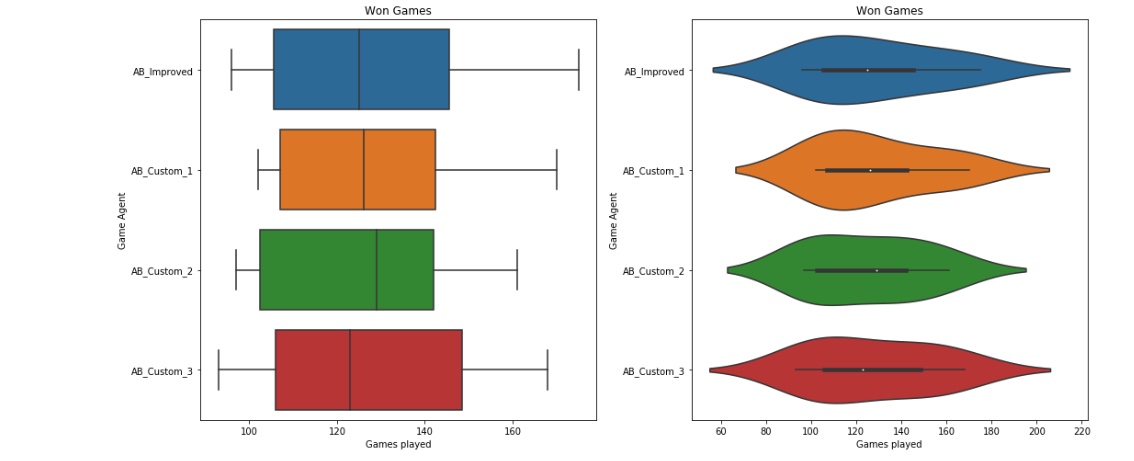 Won Games
AB_Improved
AB_Custom_1
AB_Custom_2
AB_Custom_3
Game Agent
100 120 140 160
Games played
Won Games
AB_Improved
AB_Custom_1
AB_Custom_2
AB_Custom_3
Game Agent
60 80 100 120 140 160 180 200 220
Games played